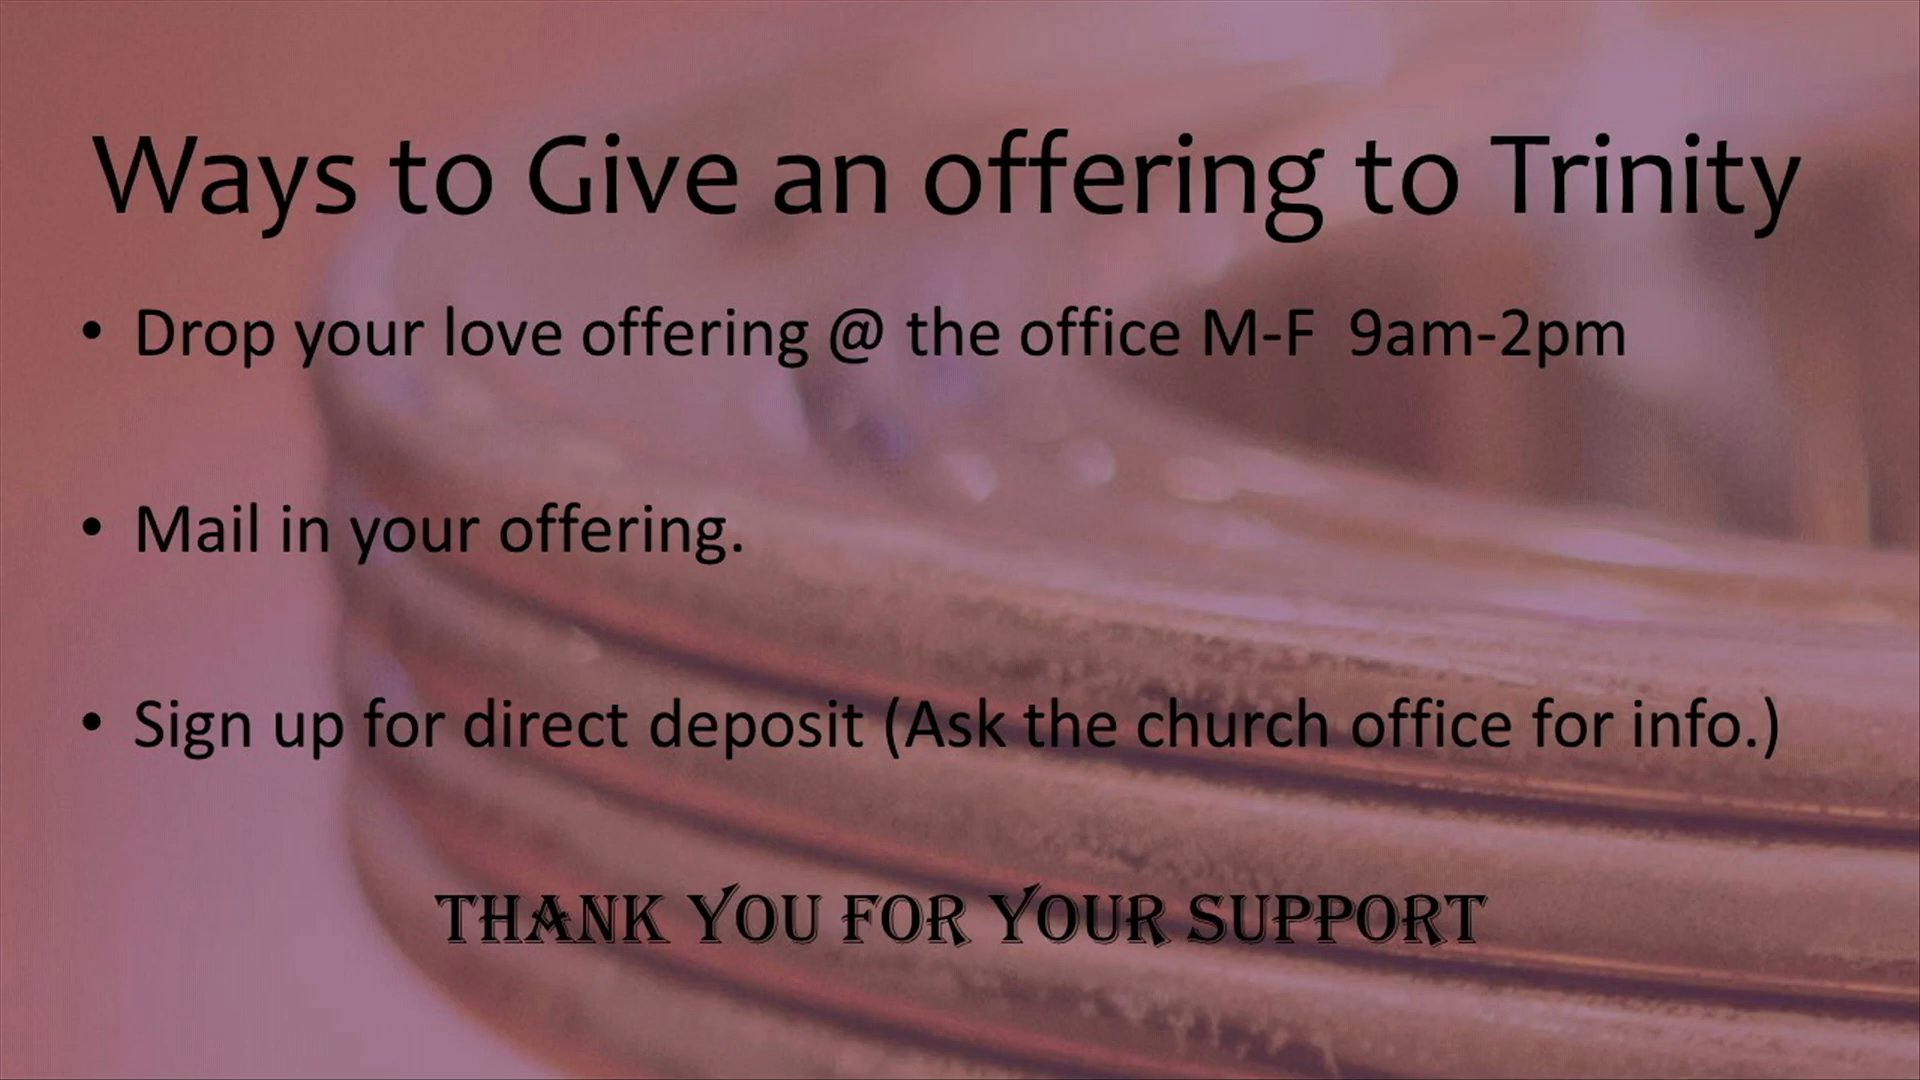 Ways to Give an offering to Trinity
• Drop your love offering @ the office M-F  9am-2pm
• Mail in your offering.
• Sign up for direct deposit (Ask the church office for info.)
THANK YOU FOR YOUR SUPPORT